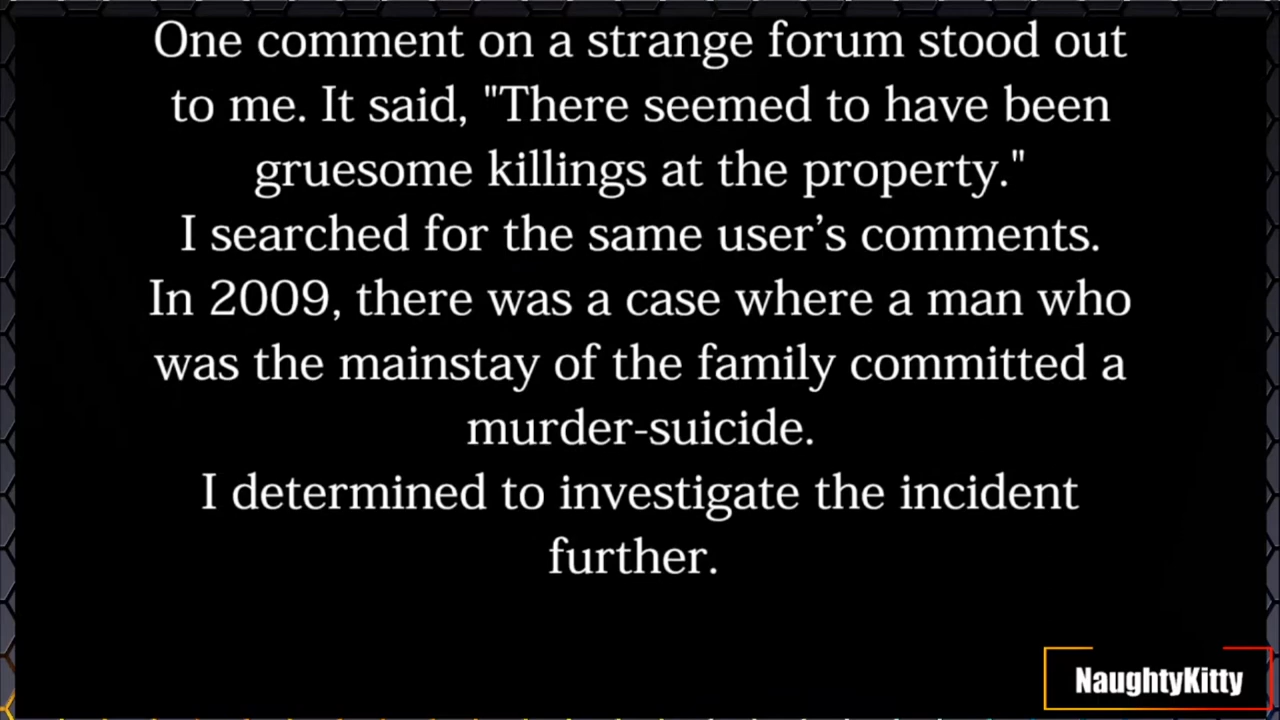 One comment on a strange forum stood out
to me. It said, "There seemed to have been
gruesome killings at the property."
I searched for the same user’s comments.
In 2009, there was a case where a man who
was the mainstay of the family committed a
murder-suicide.
I determined to investigate the incident
further.
NaughtyKitty